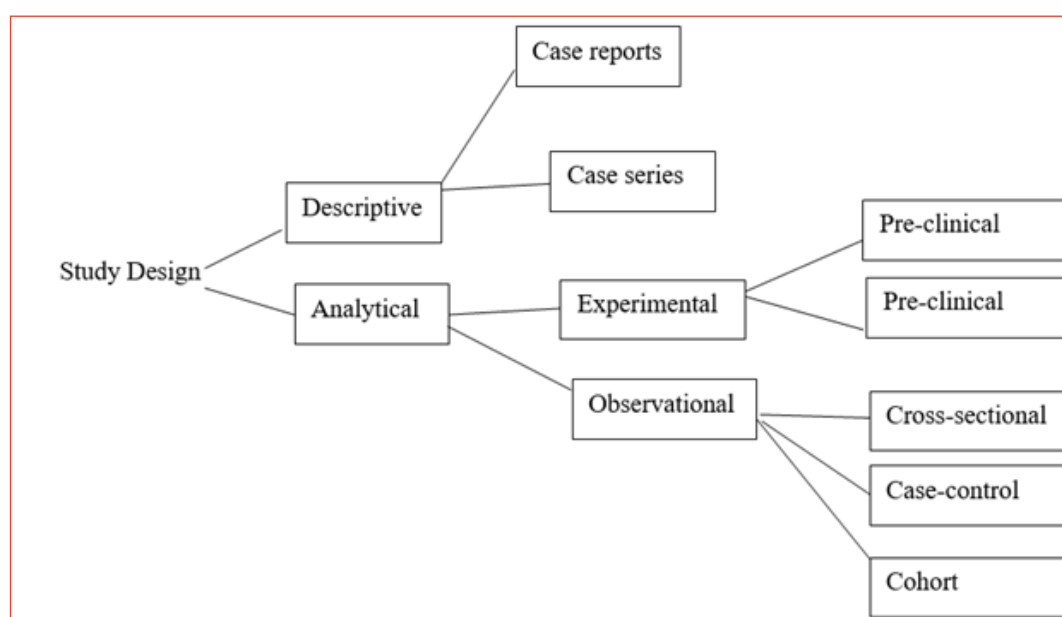 Case reports
Case series
Descriptive
Pre-clinical
Study Design
Pre-clinical
Analytical
Experimental
Observational
Cross-sectional
Case-control
Cohort